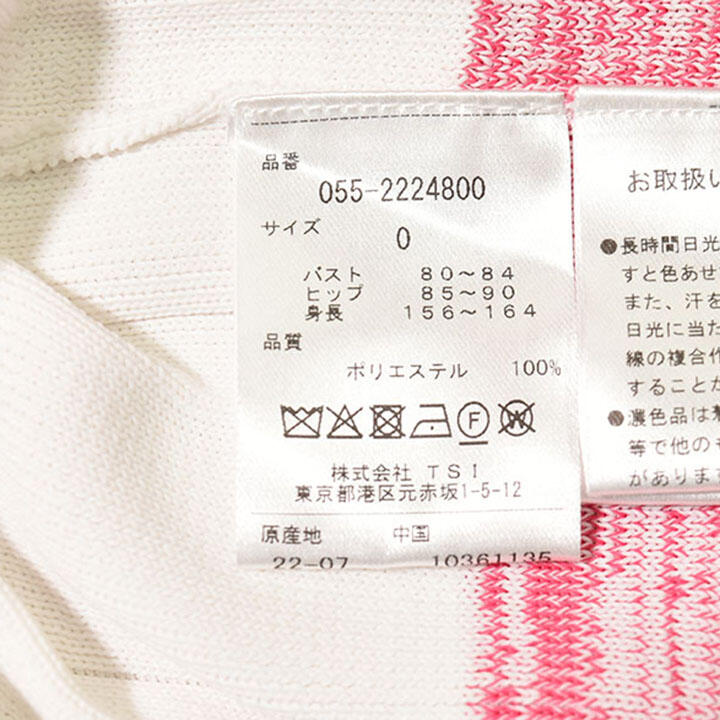 品番
055-2224800
サイズ
0
バスト 80～84
ヒップ 85～90
身長 156～164
品質
ポリエステル 100%
F
W
株式会社 TSI
東京都港区元赤坂1-5-12
原産地 中国
22-07 10361135
お取扱い
●長時間日光
すと色あせ
また、汗を
日光に当た
線の複合作
することが
●濃色品は着
等で他のも
がありま